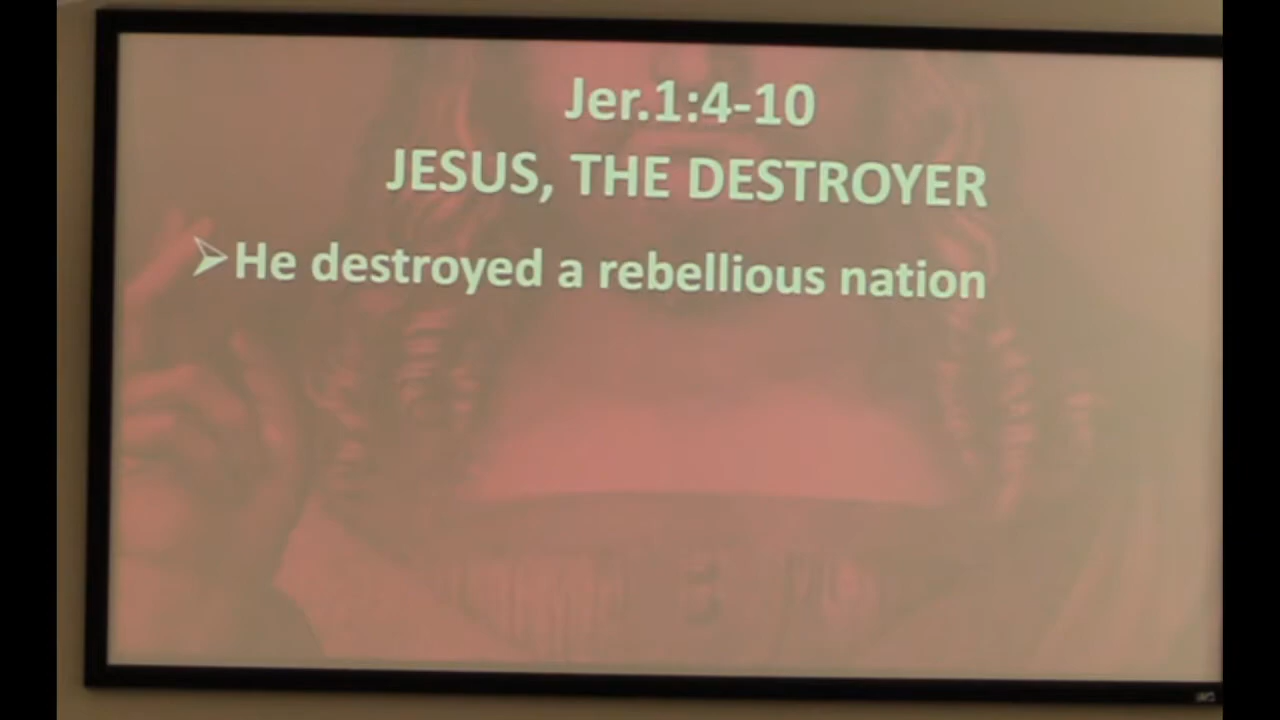 Jer.1:4-10
JESUS, THE DESTROYER
➢He destroyed a rebellious nation